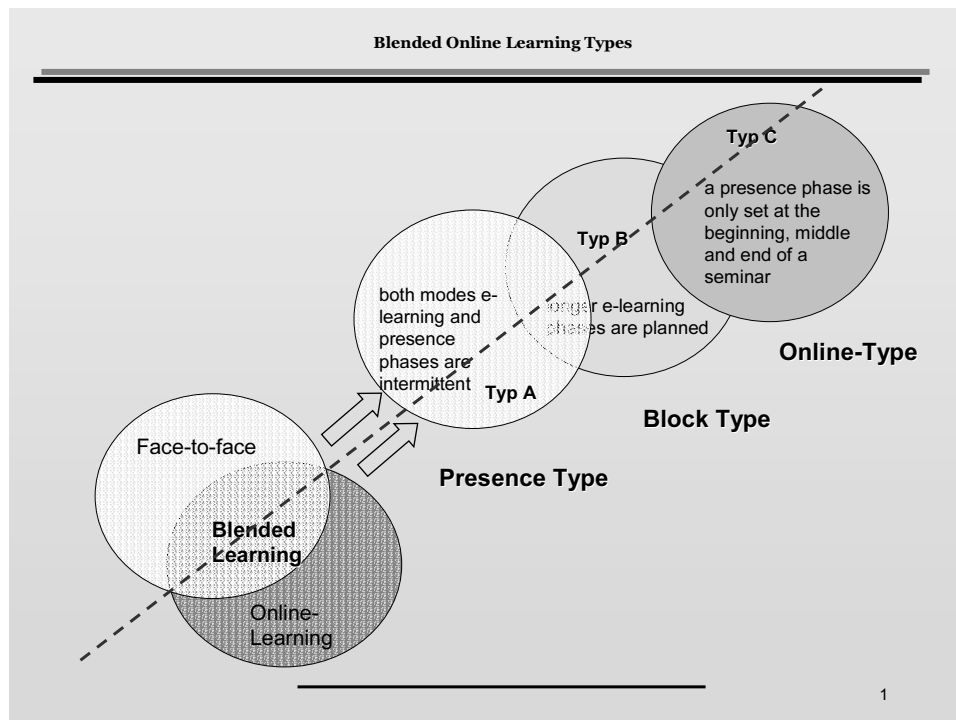 Blended Online Learning Types
Typ C
a presence phase is
only set at the
beginning, middle
and end of a
seminar
Typ B
longer e-learning
phases are planned
both modes e-
learning and
presence
phases are
intermittent
Typ A
Online-Type
Block Type
Presence Type
Face-to-face
Blended
Learning
Online-
Learning
1